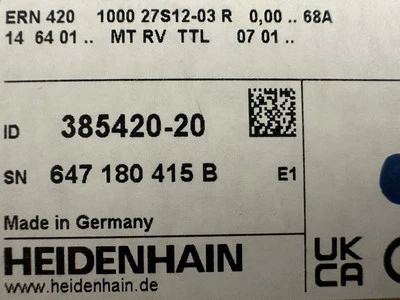 ERN 420 1000 27S12-03 R 0,00 .. 68A
14 64 01 .. MT RV TTL 07 01 ..
ID 385420-20
SN 647 180 415 B E1
Made in Germany
HEIDENHAIN
www.heidenhain.de
UK
CA